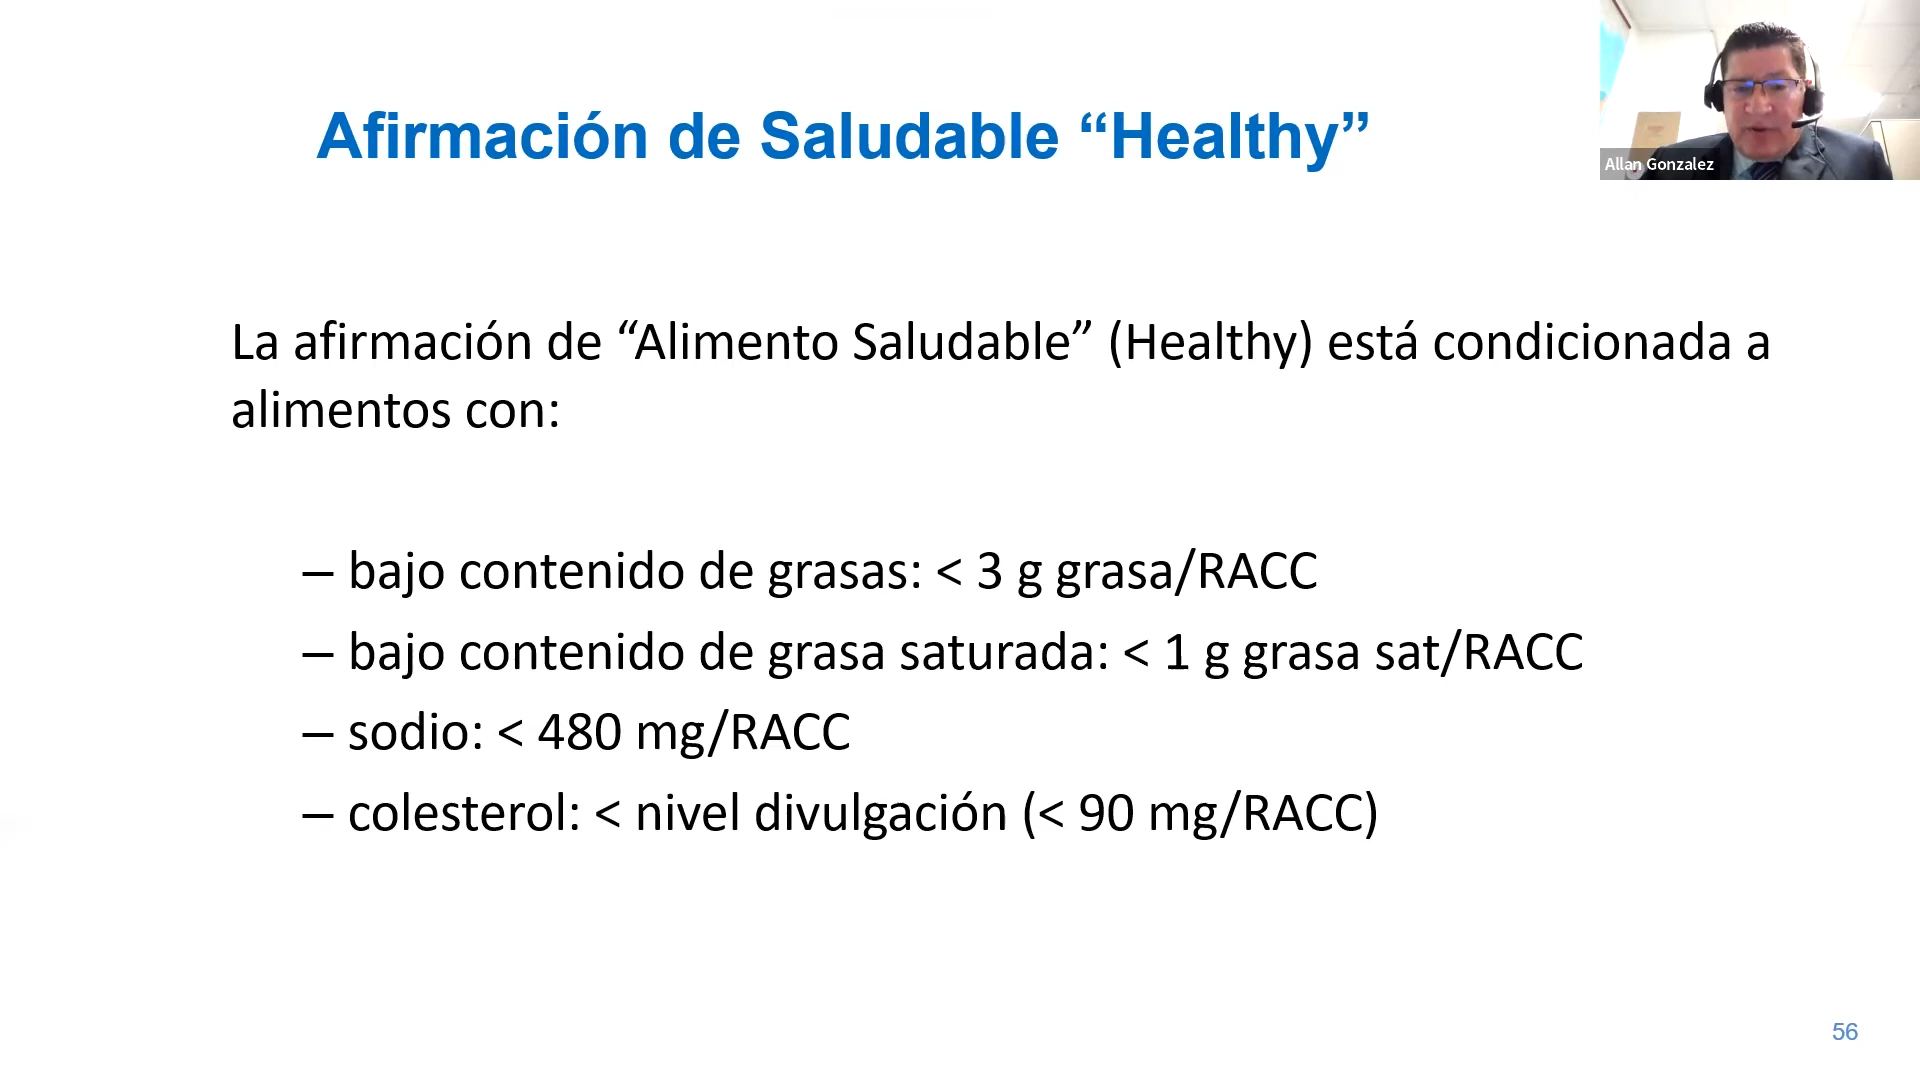 Afirmación de Saludable “Healthy”
Allan Gonzalez
La afirmación de “Alimento Saludable” (Healthy) está condicionada a
alimentos con:
– bajo contenido de grasas: < 3 g grasa/RACC
– bajo contenido de grasa saturada: < 1 g grasa sat/RACC
– sodio: < 480 mg/RACC
– colesterol: < nivel divulgación (< 90 mg/RACC)
56